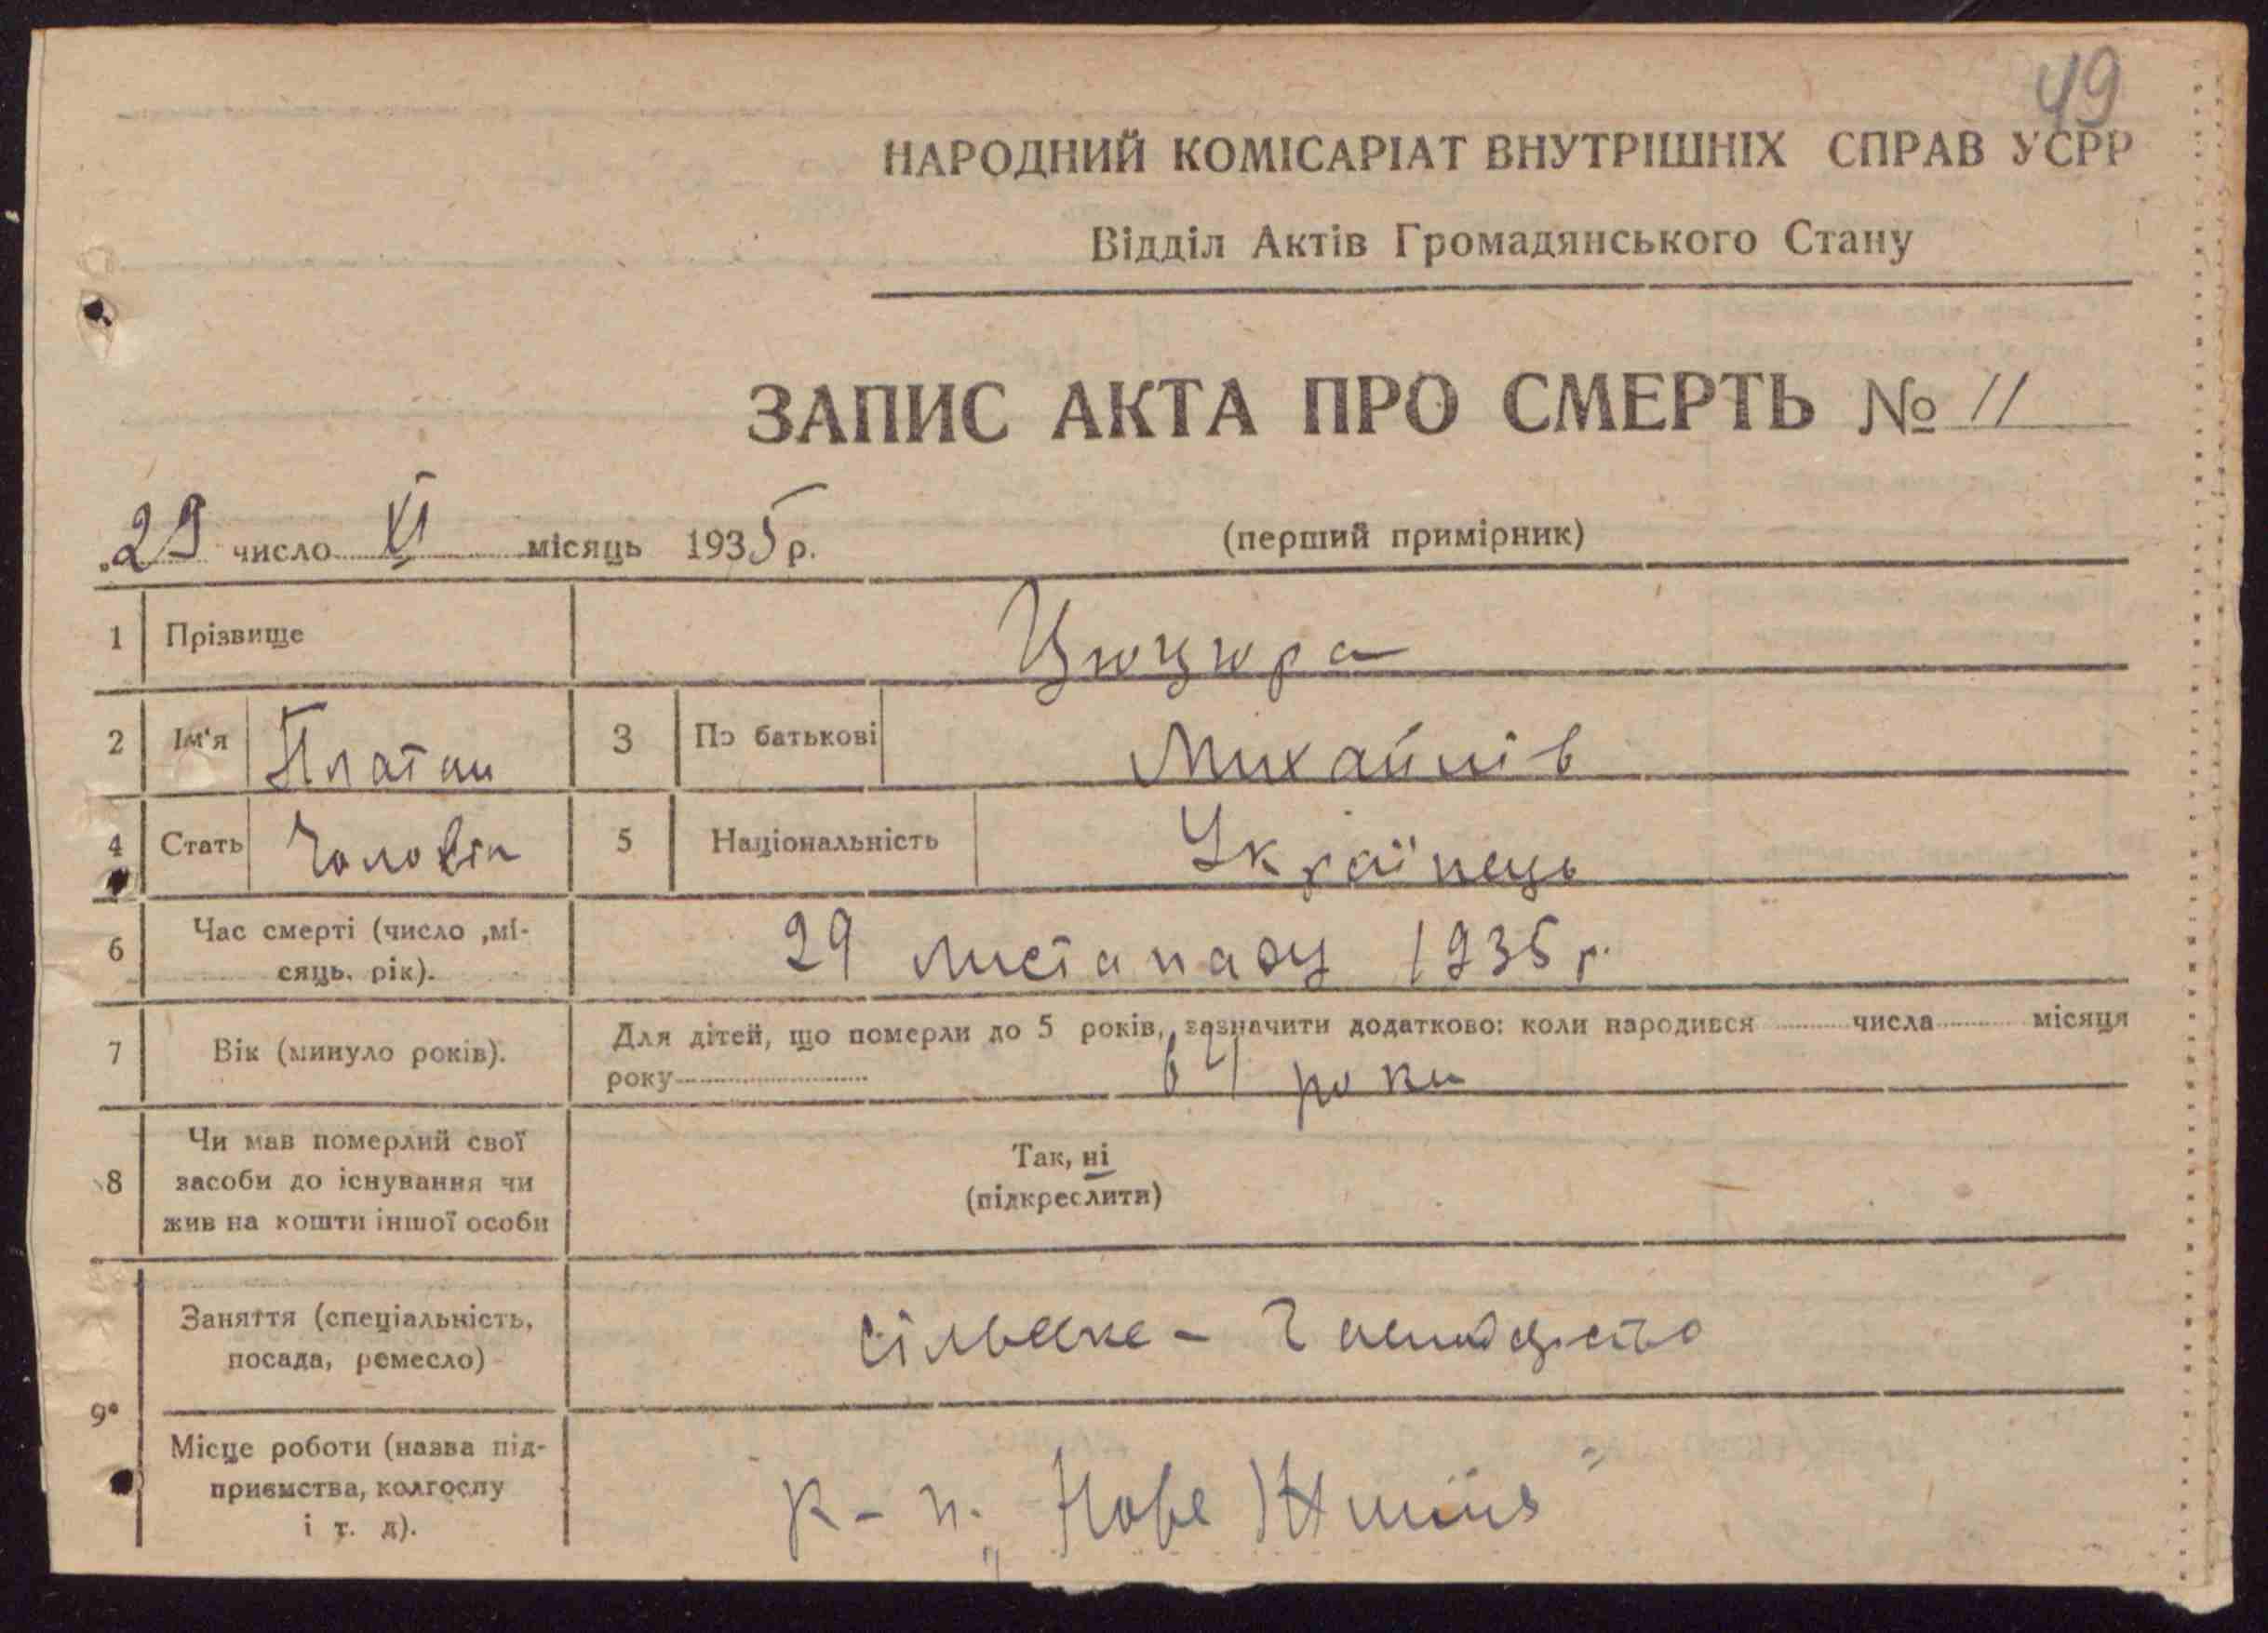 49
НАРОДНИЙ КОМІСАРІАТ ВНУТРІШНІХ СПРАВ УСРР
Відділ Актів Громадянського Стану
ЗАПИС АКТА ПРО СМЕРТЬ № 11
„29 число XI місяць 1935 р. (перший примірник)
1 Прізвище Цюцюра
2 Ім'я Платон 3 По батькові Михайлів
4 Стать Чоловік 5 Національність Українець
6 Час смерті (число ,мі-
сяць, рік). 29 листопаду 1935 р.
7 Вік (минуло років). Для дітей, що померли до 5 років, зазначити додатково: коли народився числа місяця
року 61 роки
8 Чи мав померлий свої
засоби до існування чи
жив на кошти іншої особи
Так, ні
(підкреслити)
9 Заняття (спеціальність,
посада, ремесло)
сільське-
Місце роботи (назва під-
приємства, колгоспу
і т. д).
к-п. „Нове Життя"